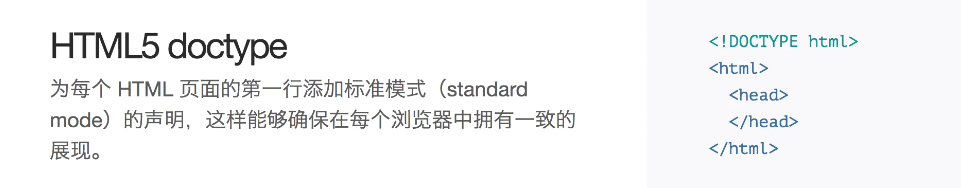 HTML5 doctype
为每个 HTML 页面的第一行添加标准模式（standard
mode）的声明，这样能够确保在每个浏览器中拥有一致的
展现。
<!DOCTYPE html>
<html>
  <head>
  </head>
</html>